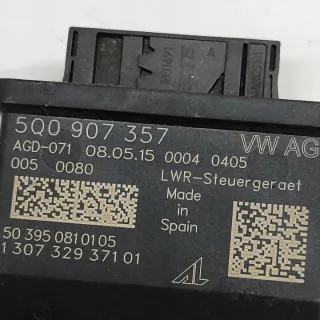 5Q0 907 357
VW AG
AGD-071 08.05.15 0004 0405
005 0080
LWR-Steuergeraet
Made in
Spain
50 395 0810105
1 307 329 371 01